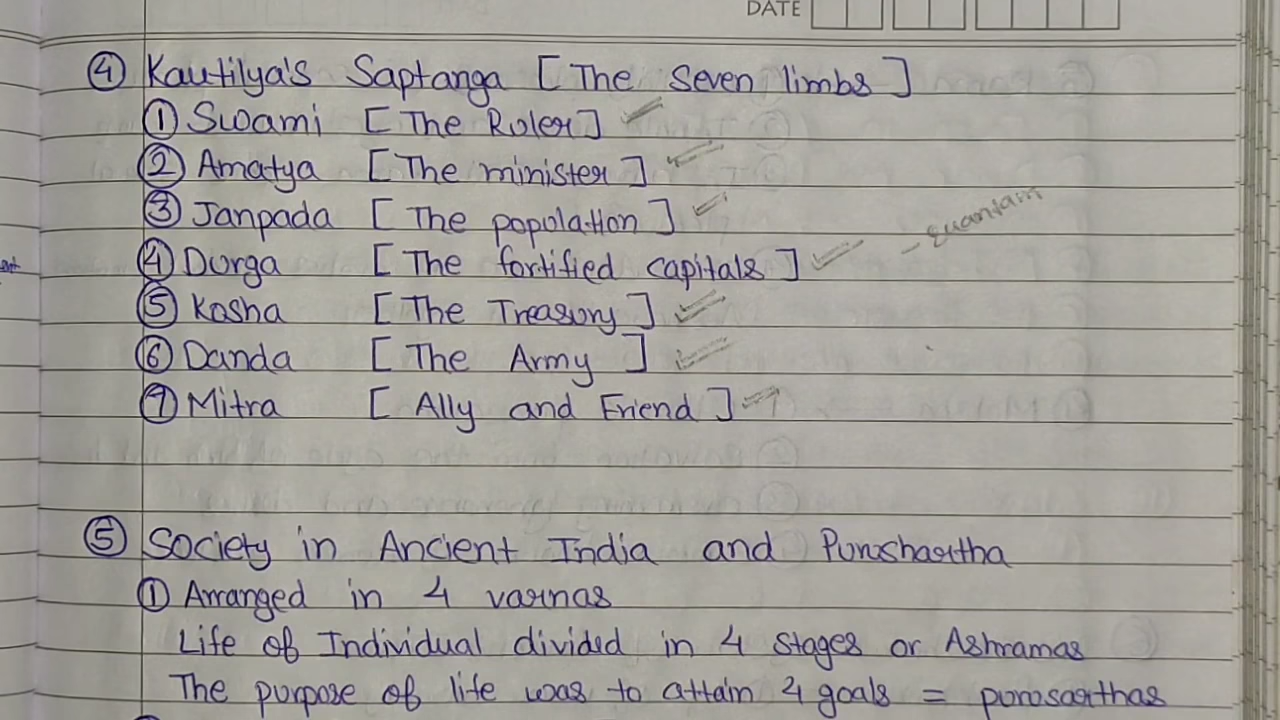 DATE
④ Kautilya's Saptanga [ The Seven limbs ]
① Swami [ The Ruler ]
② Amatya [ The minister ]
③ Janpada [ The population ]
④ Durga [ The fortified capitals ]
⑤ Kosha [ The Treasury ]
⑥ Danda [ The Army ]
⑦ Mitra [ Ally and Friend ]
⑤ Society in Ancient India and Purushartha
① Arranged in 4 varnas
Life of Individual divided in 4 stages or Ashramas
The purpose of life was to attain 4 goals = purusarthas